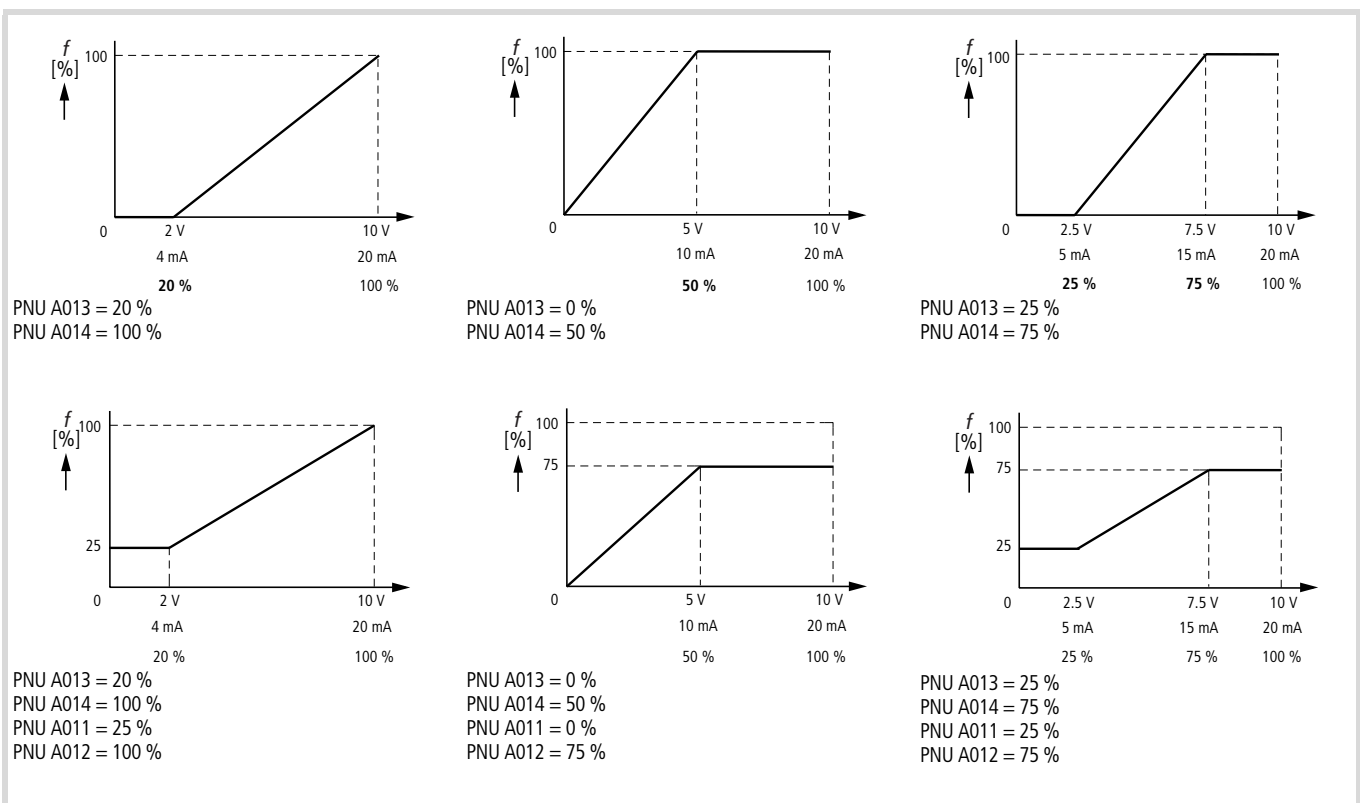 f
[%]
100
0
2 V
10 V
4 mA
20 mA
20 %
100 %
PNU A013 = 20 %
PNU A014 = 100 %
f
[%]
100
0
5 V
10 V
10 mA
20 mA
50 %
100 %
PNU A013 = 0 %
PNU A014 = 50 %
f
[%]
100
0
2.5 V
7.5 V
10 V
5 mA
15 mA
20 mA
25 %
75 %
100 %
PNU A013 = 25 %
PNU A014 = 75 %
f
[%]
100
25
0
2 V
10 V
4 mA
20 mA
20 %
100 %
PNU A013 = 20 %
PNU A014 = 100 %
PNU A011 = 25 %
PNU A012 = 100 %
f
[%]
100
75
0
5 V
10 V
10 mA
20 mA
50 %
100 %
PNU A013 = 0 %
PNU A014 = 50 %
PNU A011 = 0 %
PNU A012 = 75 %
f
[%]
100
75
25
0
2.5 V
7.5 V
10 V
5 mA
15 mA
20 mA
25 %
75 %
100 %
PNU A013 = 25 %
PNU A014 = 75 %
PNU A011 = 25 %
PNU A012 = 75 %